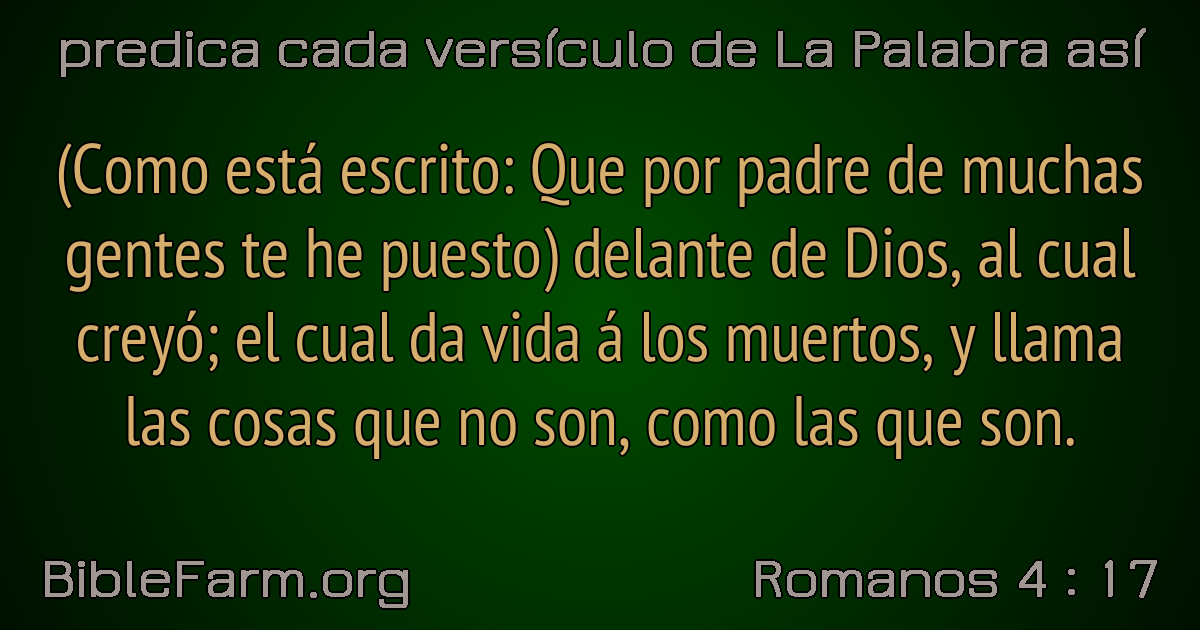 predica cada versículo de La Palabra así
(Como está escrito: Que por padre de muchas
gentes te he puesto) delante de Dios, al cual
creyó; el cual da vida á los muertos, y llama
las cosas que no son, como las que son.
BibleFarm.org
Romanos 4 : 17